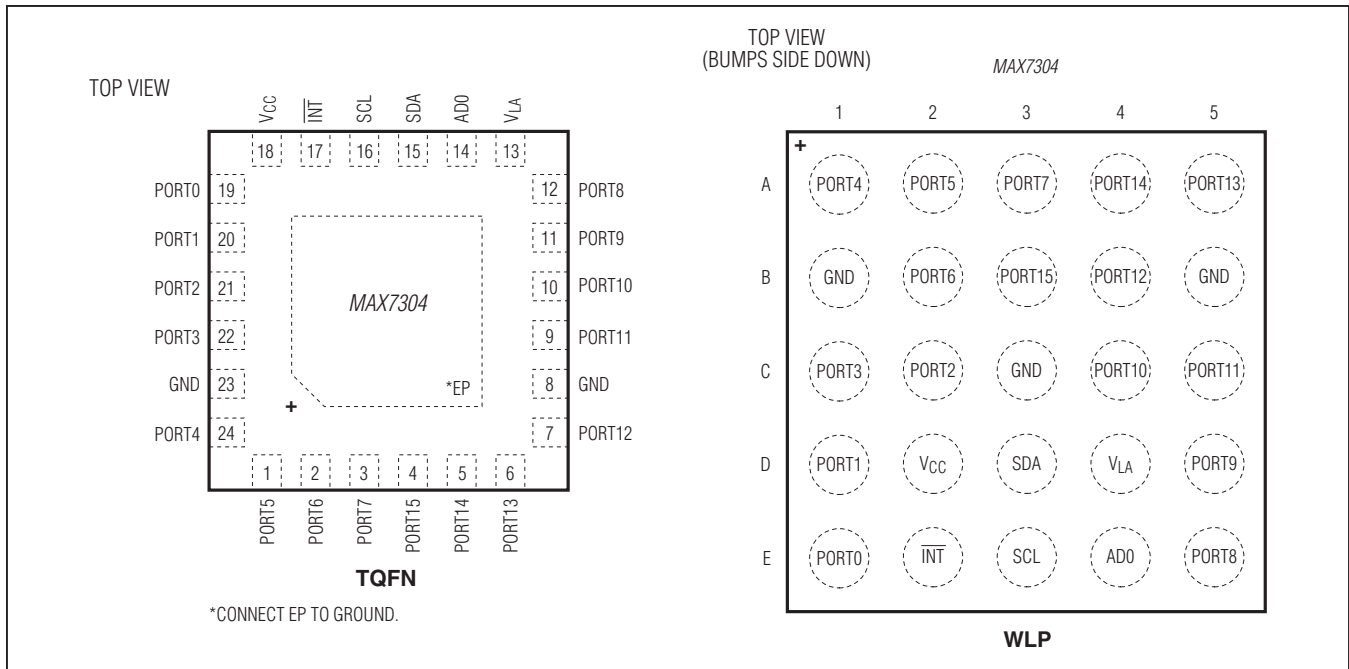 TOP VIEW
VCC INT SCL SDA AD0 VLA
18 17 16 15 14 13
PORT0 19 12 PORT8
PORT1 20 11 PORT9
PORT2 21 10 PORT10
MAX7304
PORT3 22 9 PORT11
GND 23 8 GND
*EP
+
PORT4 24 7 PORT12
1 2 3 4 5 6
PORT5 PORT6 PORT7 PORT15 PORT14 PORT13
TQFN
*CONNECT EP TO GROUND.
TOP VIEW
(BUMPS SIDE DOWN)
MAX7304
1 2 3 4 5
+
A PORT4 PORT5 PORT7 PORT14 PORT13
B GND PORT6 PORT15 PORT12 GND
C PORT3 PORT2 GND PORT10 PORT11
D PORT1 VCC SDA VLA PORT9
E PORT0 INT SCL AD0 PORT8
WLP